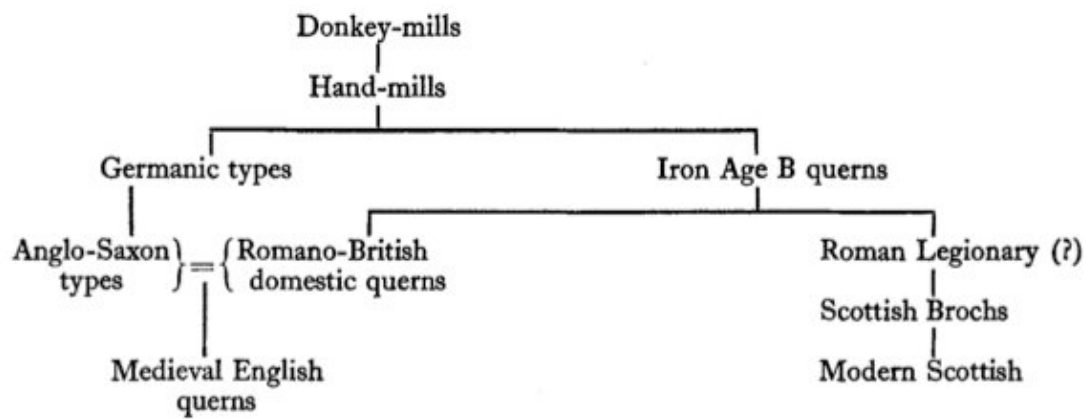 Donkey-mills
Hand-mills
Germanic types
Iron Age B querns
Anglo-Saxon
types
Romano-British
domestic querns
Roman Legionary (?)
Scottish Brochs
Modern Scottish
Medieval English
querns